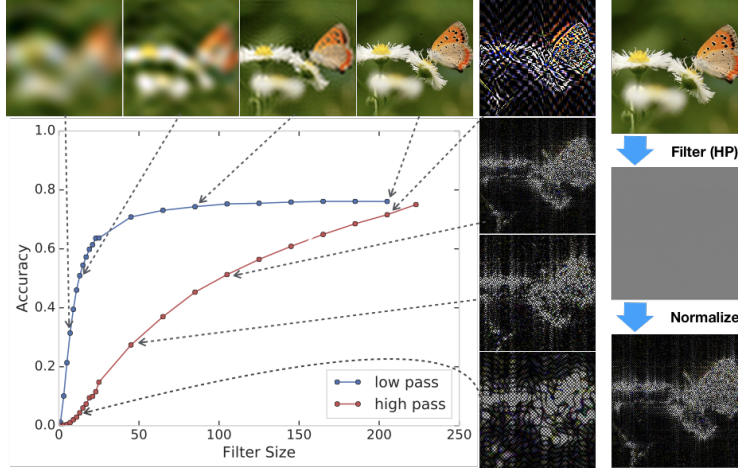 Filter (HP)
Normalize
1.0
0.8
0.6
0.4
0.2
0.0
Accuracy
0
50
100
150
200
250
Filter Size
low pass
high pass